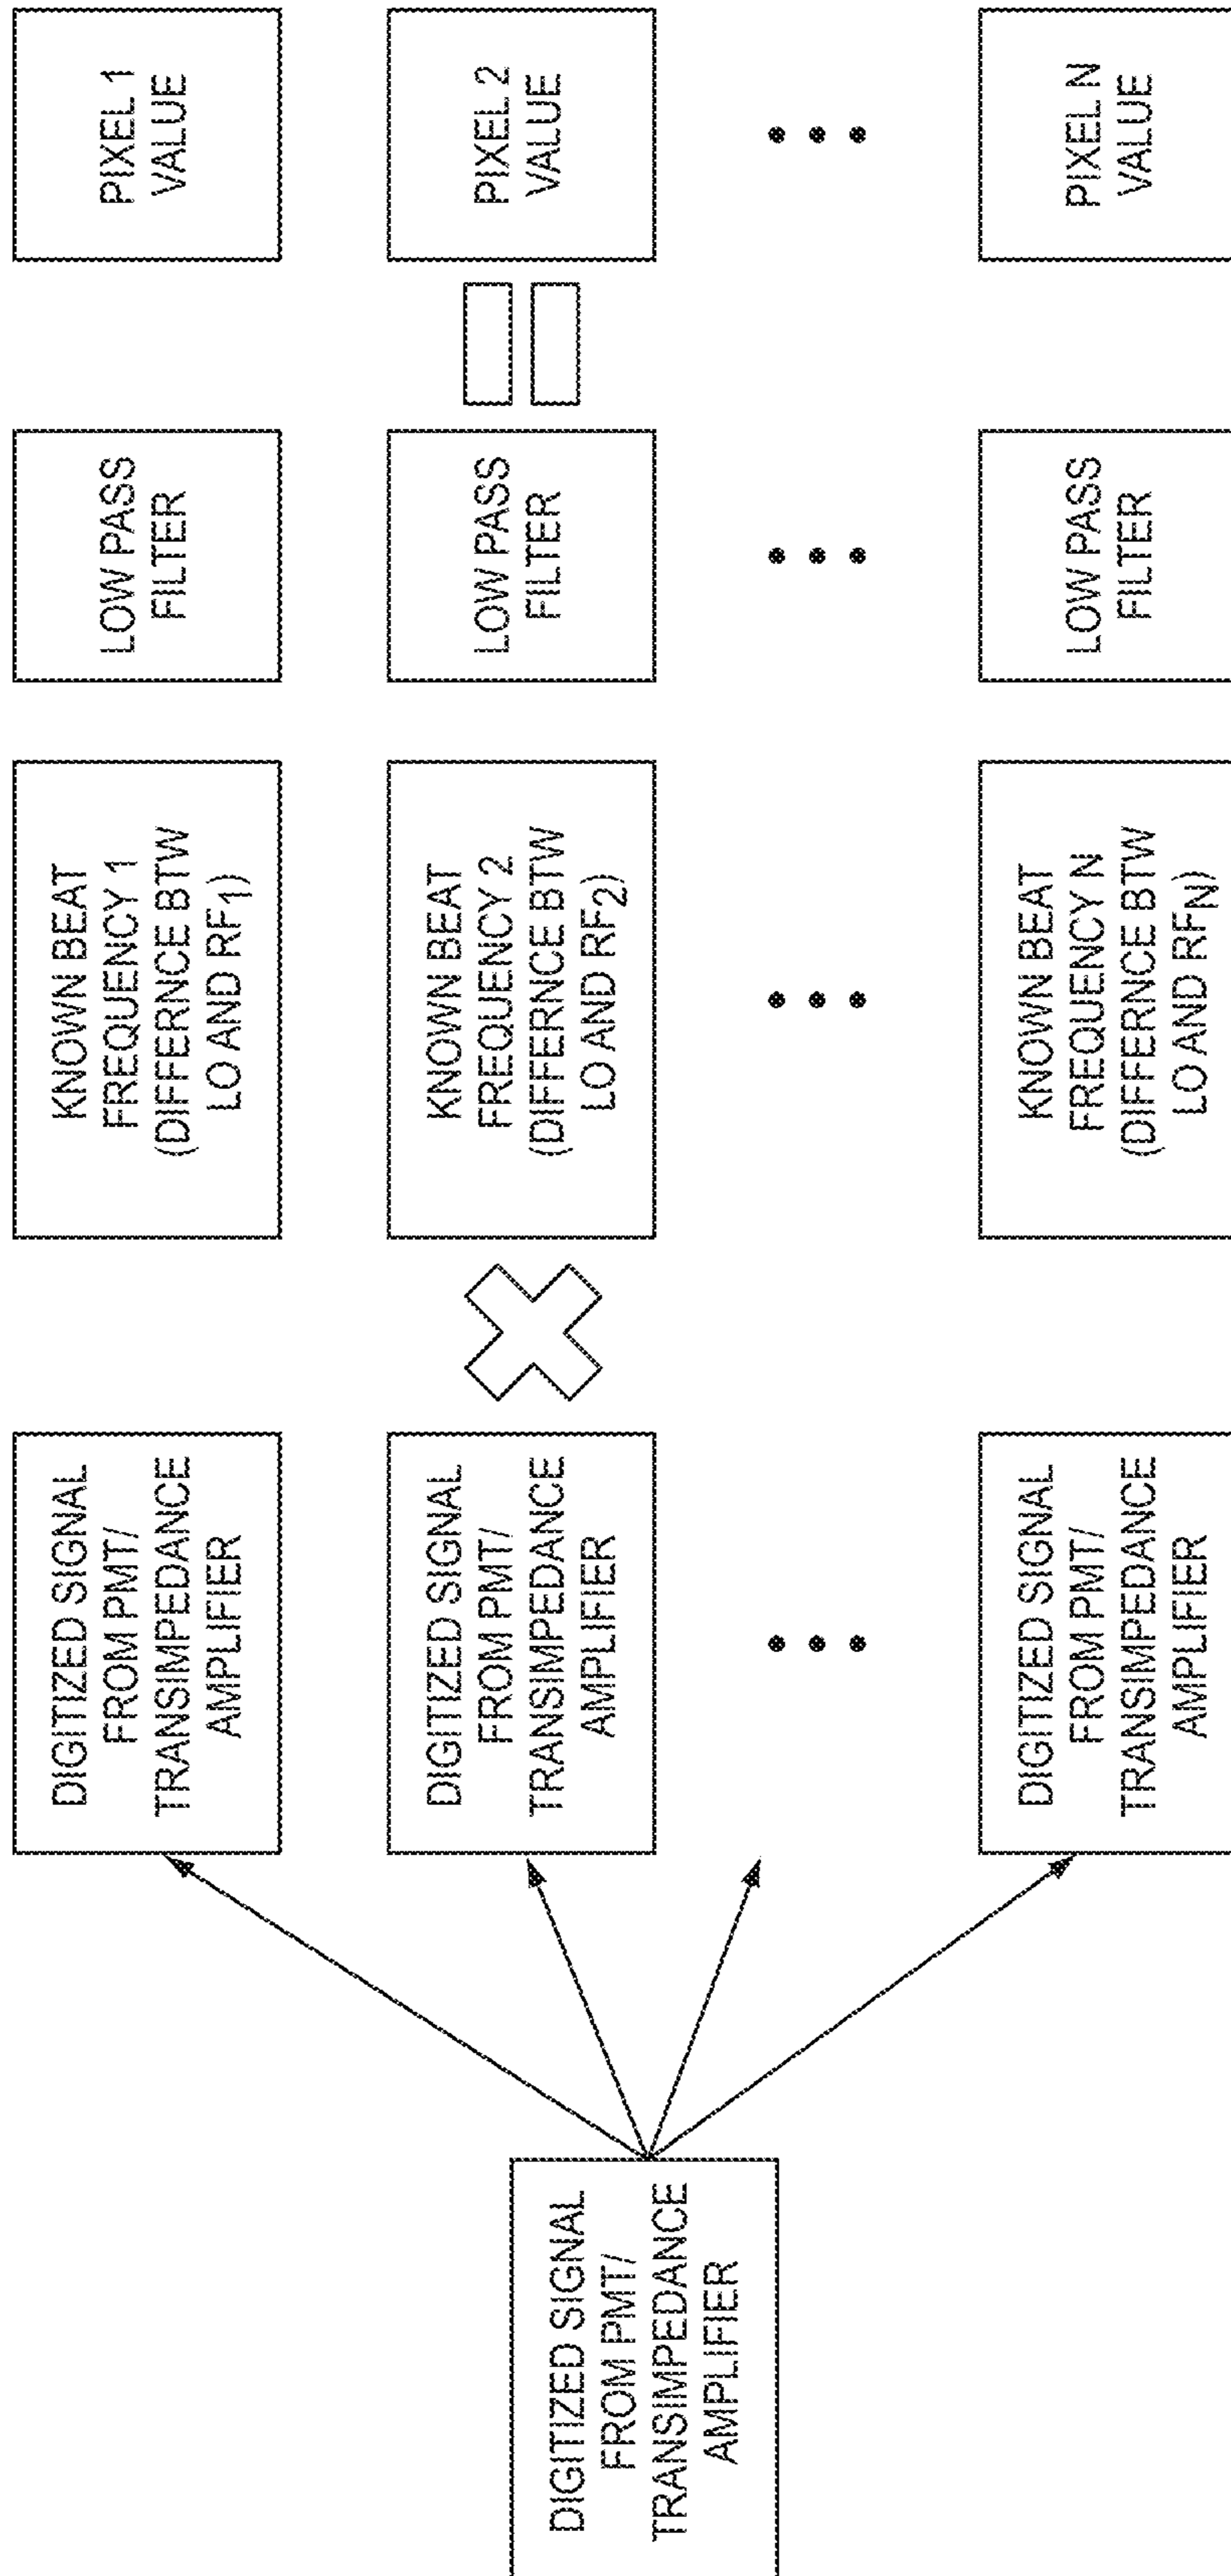 DIGITIZED SIGNAL
FROM PMT/
TRANSIMPEDANCE
AMPLIFIER
DIGITIZED SIGNAL
FROM PMT/
TRANSIMPEDANCE
AMPLIFIER
KNOWN BEAT
FREQUENCY 1
(DIFFERNCE BTW
LO AND RF1)
LOW PASS
FILTER
PIXEL 1
VALUE
DIGITIZED SIGNAL
FROM PMT/
TRANSIMPEDANCE
AMPLIFIER
KNOWN BEAT
FREQUENCY 2
(DIFFERNCE BTW
LO AND RF2)
LOW PASS
FILTER
PIXEL 2
VALUE
DIGITIZED SIGNAL
FROM PMT/
TRANSIMPEDANCE
AMPLIFIER
KNOWN BEAT
FREQUENCY N
(DIFFERNCE BTW
LO AND RFN)
LOW PASS
FILTER
PIXEL N
VALUE